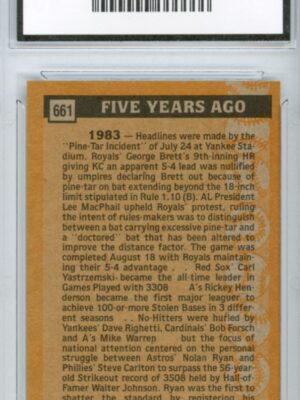 661 FIVE YEARS AGO
1983 — Headlines were made by the
"Pine-Tar Incident" of July 24 at Yankee Sta-
dium. Royals' George Brett's 9th-inning HR
giving KC an apparent 5-4 lead was nullified
by umpires declaring Brett out because of
pine-tar on bat extending beyond the 18-inch
limit stipulated in Rule 1.10 (B). AL President
Lee MacPhail upheld Royals' protest, ruling
the intent of rules-makers was to distinguish
between a bat carrying excessive pine-tar and
a "doctored" bat that has been altered to
improve the distance factor. The game was
completed August 18 with Royals maintain-
ing their 5-4 advantage . . Red Sox' Carl
Yastrzemski became the all-time leader in
Games Played with 3308 A's Rickey Hen-
derson became the first major leaguer to
achieve 100-or-more Stolen Bases in 3 differ-
ent seasons . . No-Hitters were hurled by
Yankees' Dave Righetti, Cardinals' Bob Forsch
and A's Mike Warren but the focus of
national attention centered on the personal
struggle between Astros' Nolan Ryan and
Phillies' Steve Carlton to surpass the 56-year-
old Strikeout record of 3508 held by Hall-of-
Famer Walter Johnson. Ryan was the first to
shatter the standard by registering his